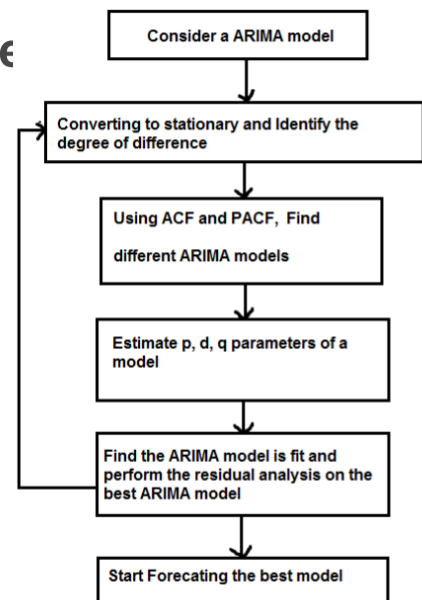 e
Consider a ARIMA model
Converting to stationary and Identify the
degree of difference
Using ACF and PACF, Find
different ARIMA models
Estimate p, d, q parameters of a
model
Find the ARIMA model is fit and
perform the residual analysis on the
best ARIMA model
Start Forecating the best model